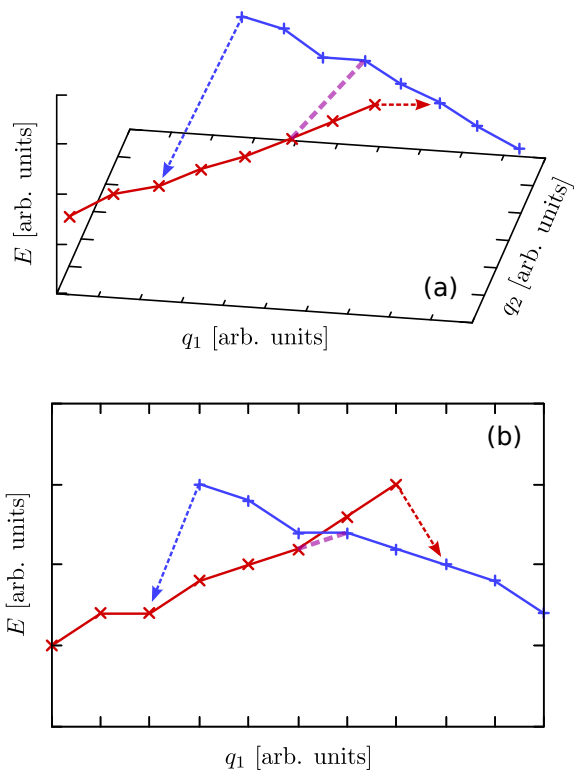 E [arb. units]
(a)
q₂ [arb. units]
q₁ [arb. units]
(b)
E [arb. units]
q₁ [arb. units]